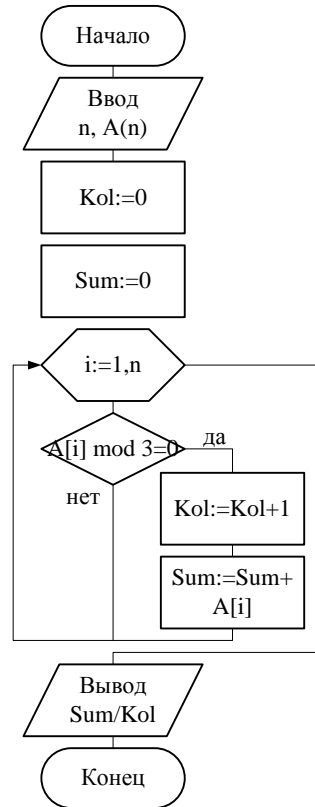 Начало
Ввод
n, A(n)
Kol:=0
Sum:=0
i:=1,n
A[i] mod 3=0
да
нет
Kol:=Kol+1
Sum:=Sum+
A[i]
Вывод
Sum/Kol
Конец